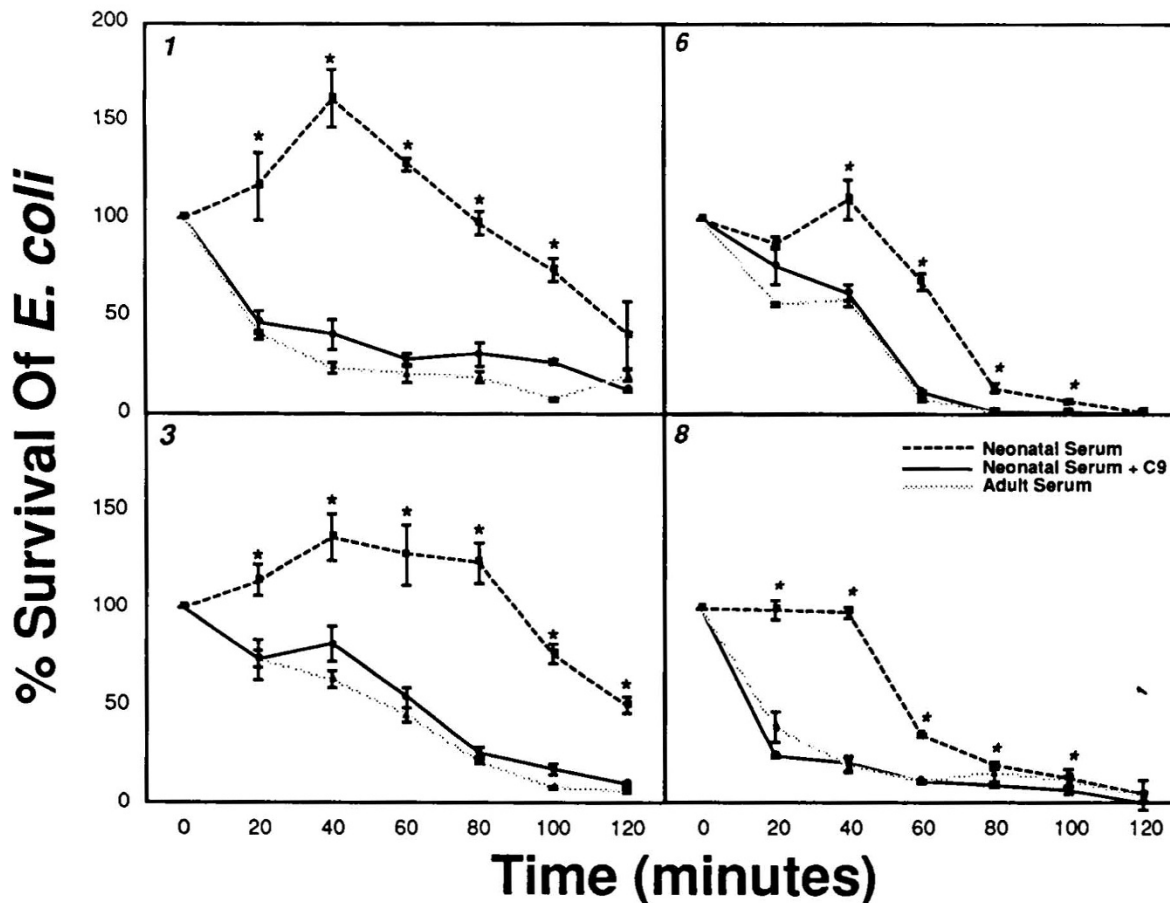 % Survival Of E. coli
200
150
100
50
0
150
100
50
0
1
* * * * *
6
* * * * *
3
* * * * * *
8
Neonatal Serum
Neonatal Serum + C9
Adult Serum
* * * * * *
0 20 40 60 80 100 120
0 20 40 60 80 100 120
Time (minutes)